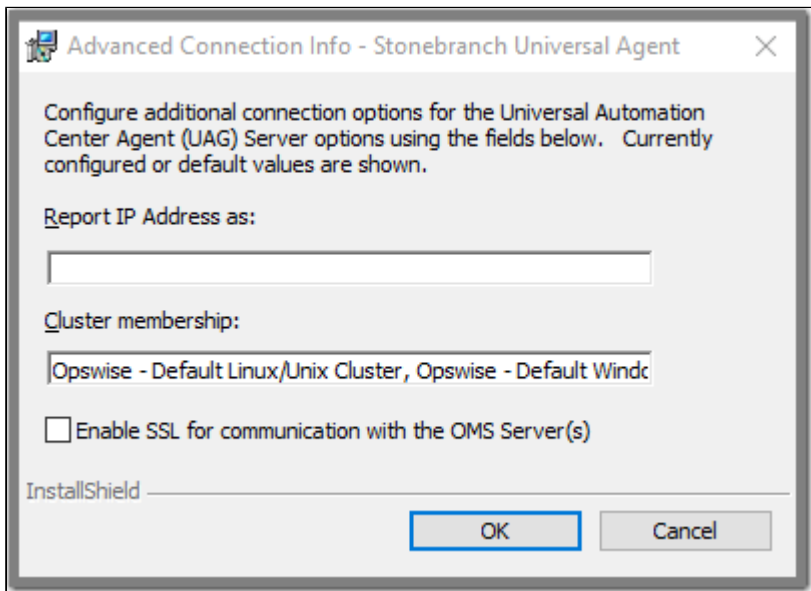 Advanced Connection Info - Stonebranch Universal Agent
Configure additional connection options for the Universal Automation
Center Agent (UAG) Server options using the fields below. Currently
configured or default values are shown.
Report IP Address as:
Cluster membership:
Opswise - Default Linux/Unix Cluster, Opswise - Default
Enable SSL for communication with the OMS Server(s)
InstallShield
OK Cancel